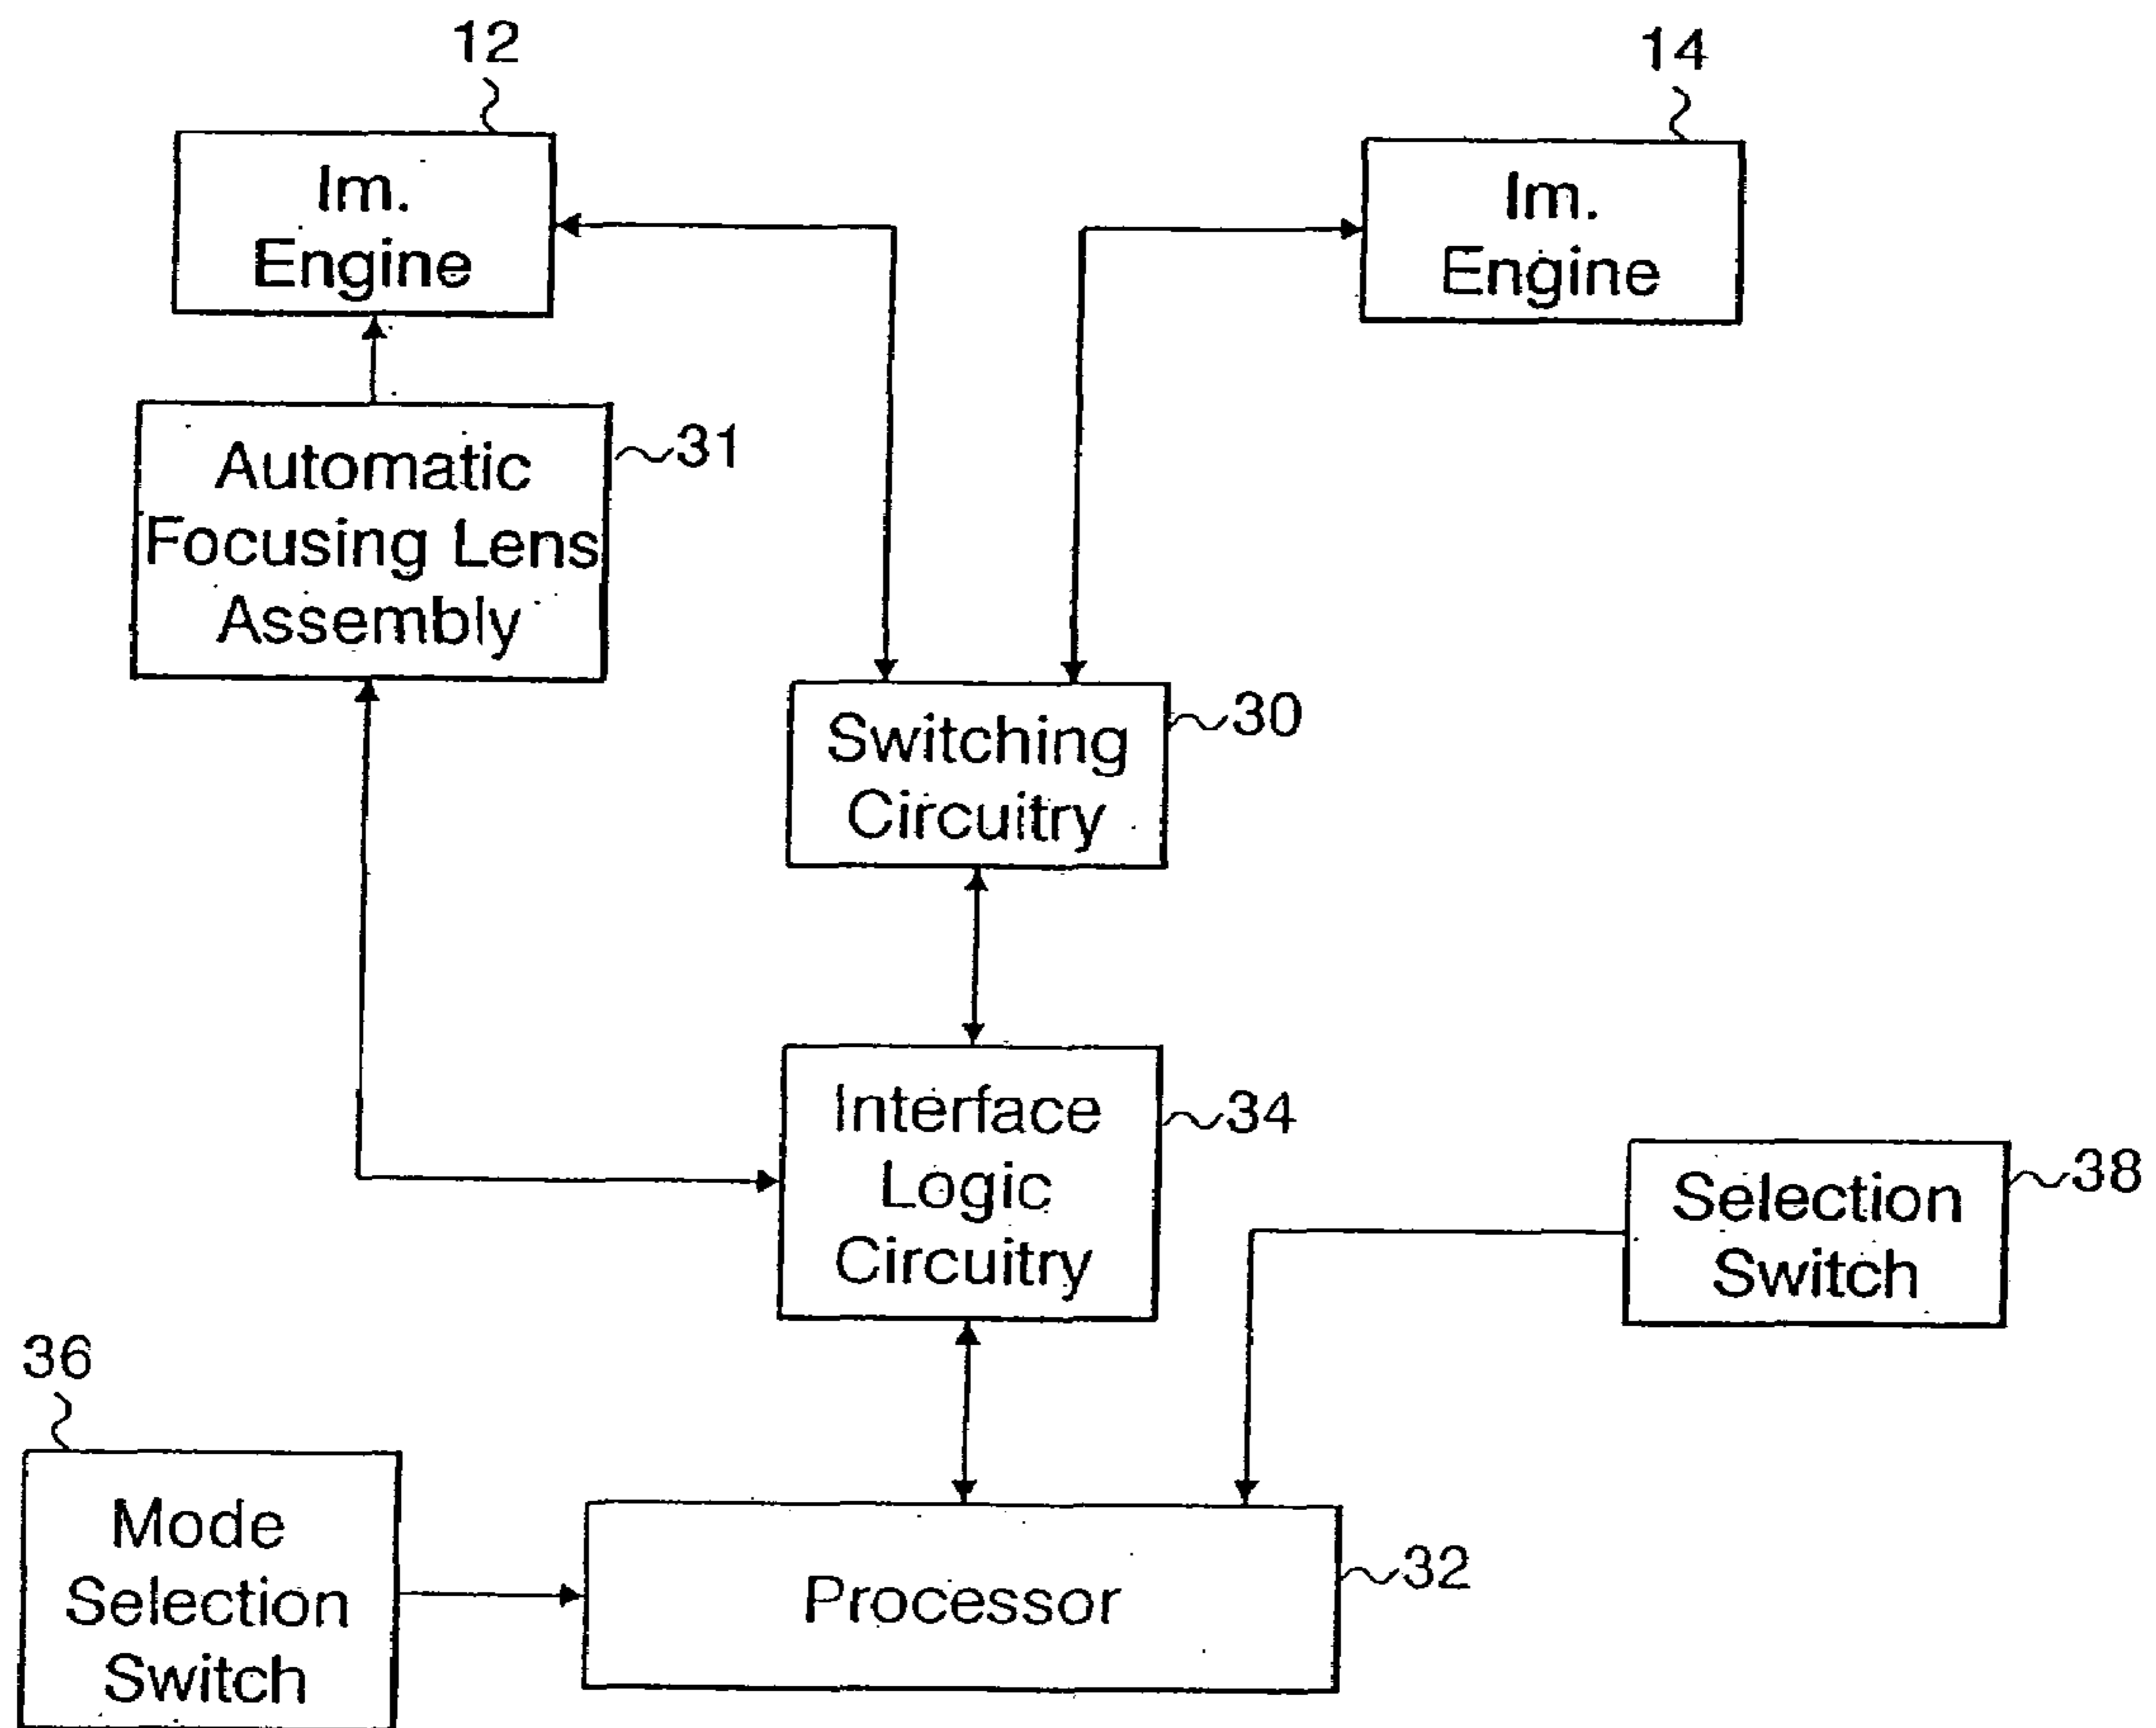 12
14
Im.
Engine
Im.
Engine
Automatic
Focusing Lens
Assembly
31
Switching
Circuitry
30
Interface
Logic
Circuitry
34
Selection
Switch
38
36
Mode
Selection
Switch
Processor
32